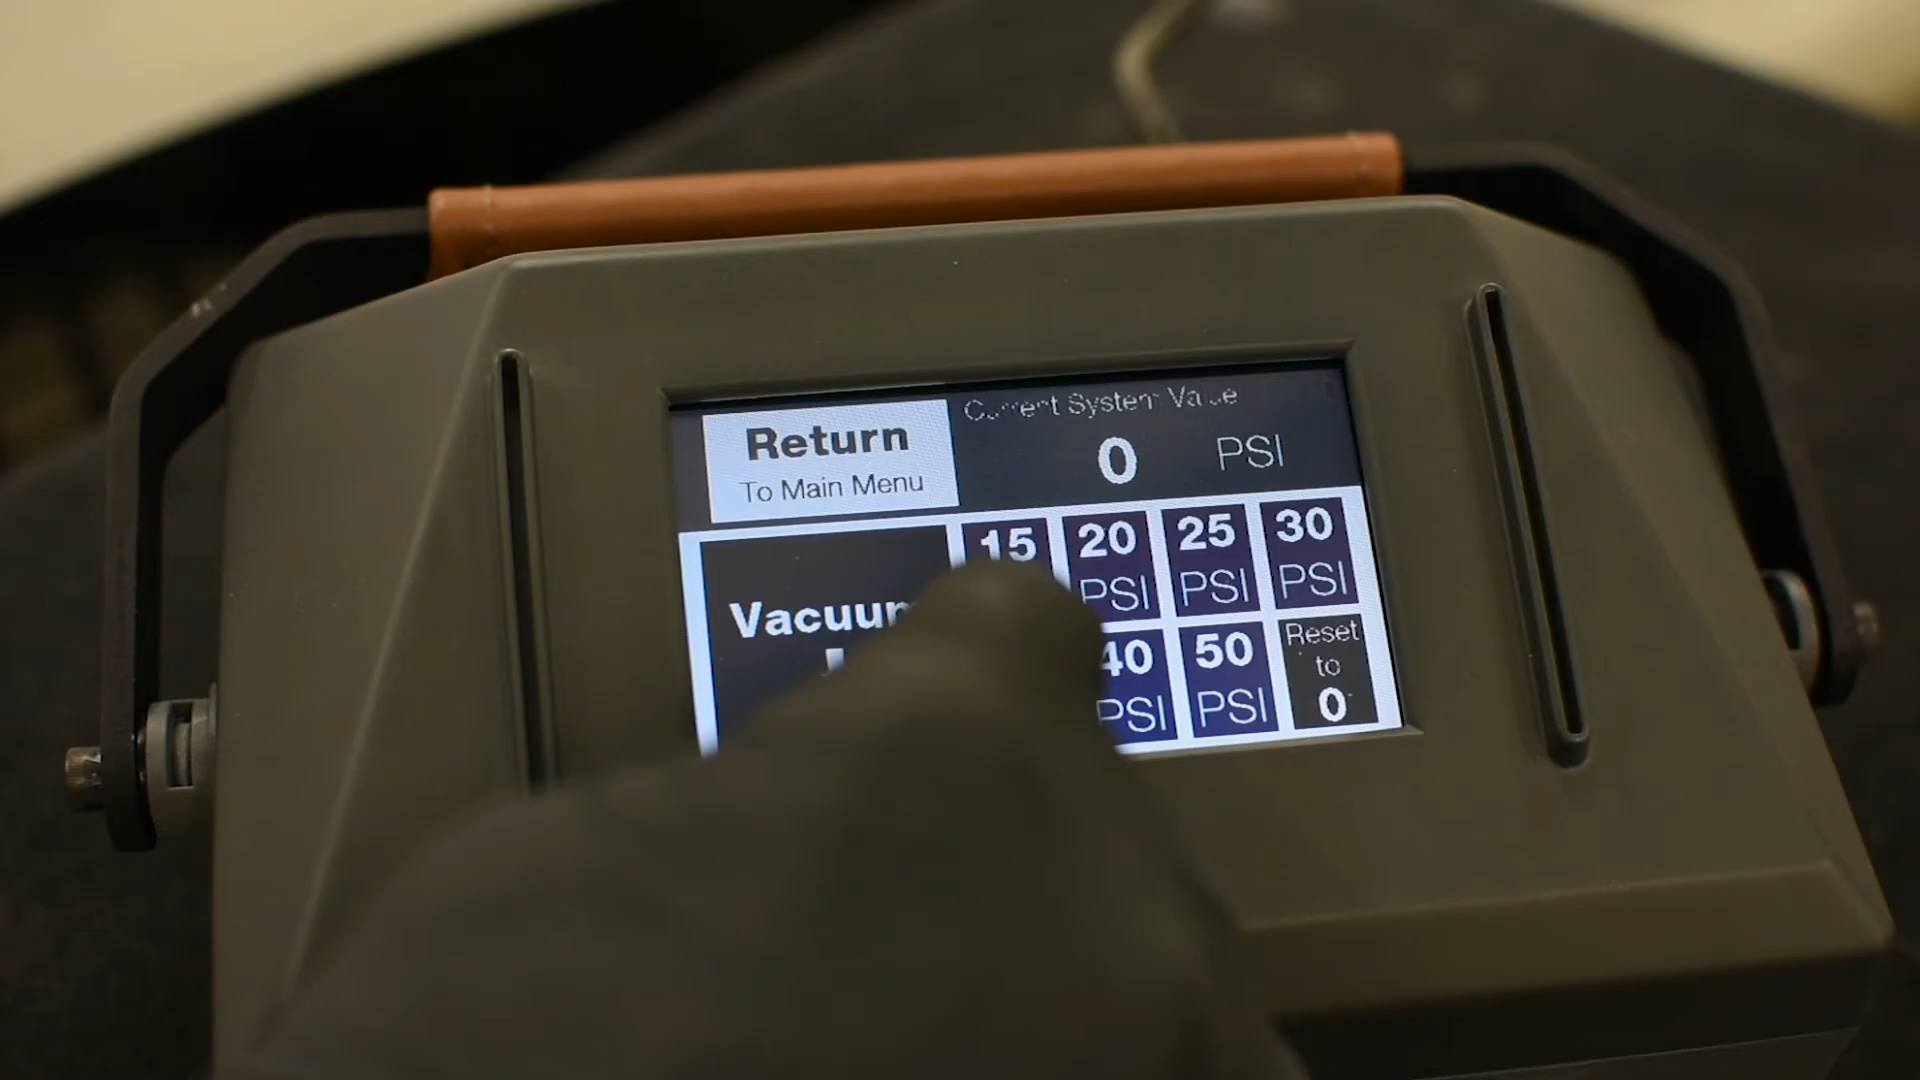 Return
To Main Menu
Current System Value
0 PSI
15
20 PSI
25 PSI
30 PSI
40 PSI
50 PSI
Reset
to
0